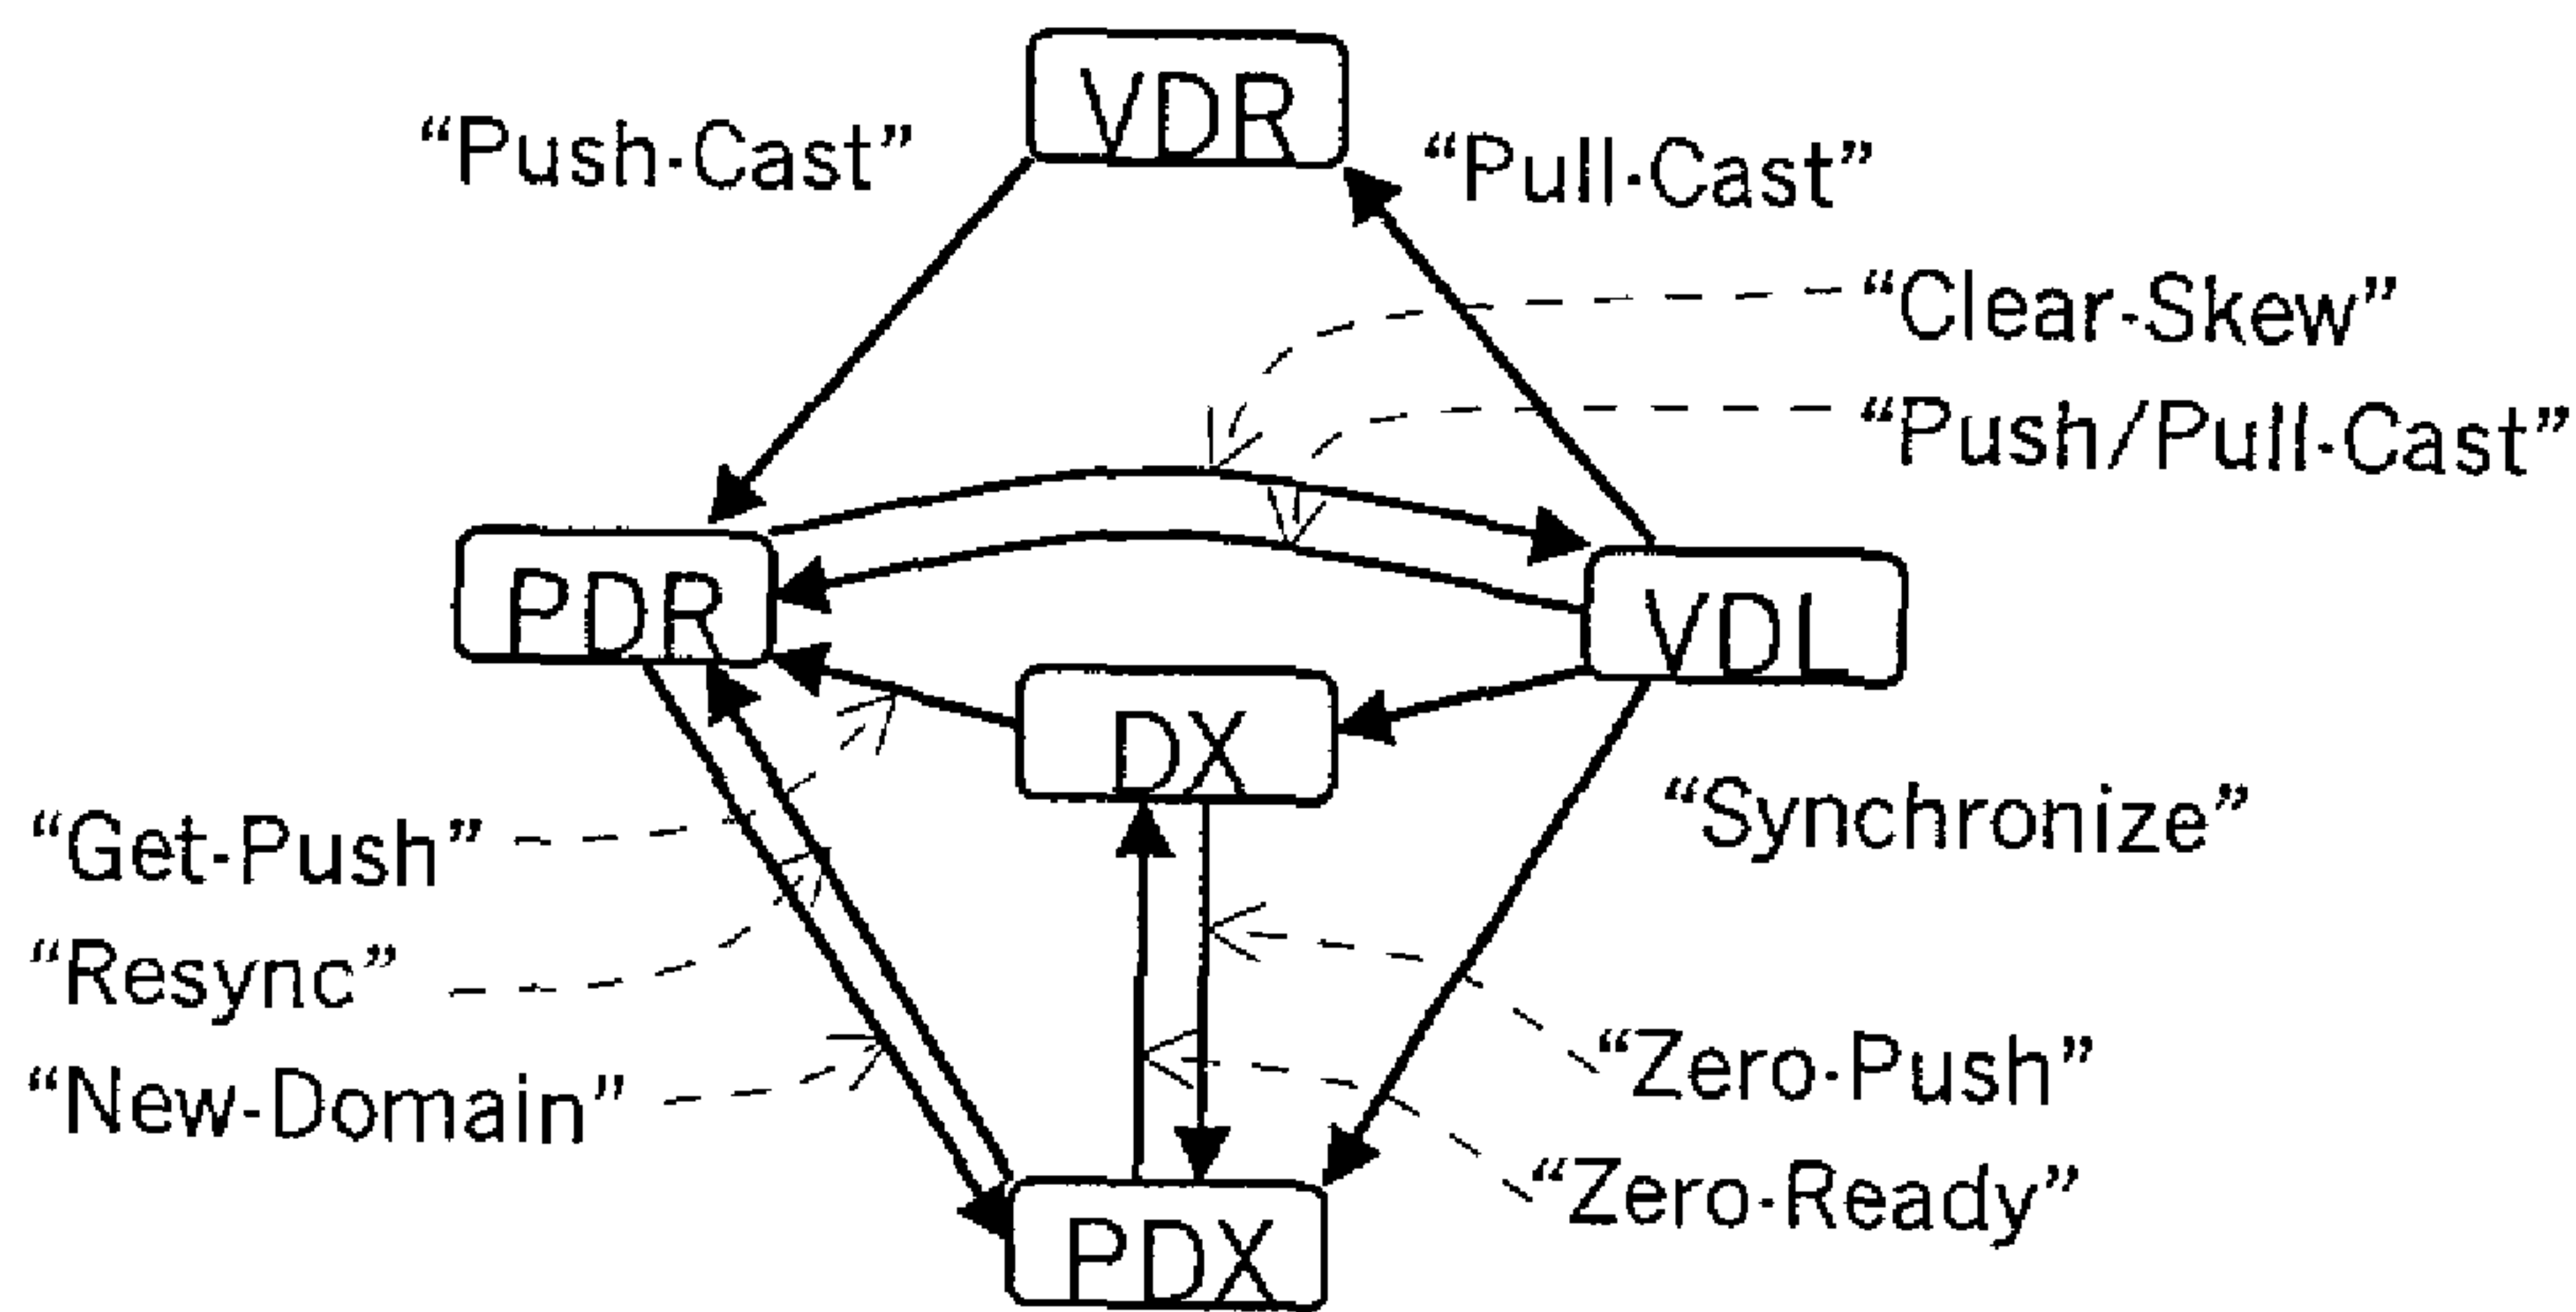 VDR
“Push-Cast”
“Pull-Cast”
“Clear-Skew”
“Push/Pull-Cast”
PDR
VDL
DX
“Synchronize”
“Get-Push”
“Resync”
“New-Domain”
“Zero-Push”
“Zero-Ready”
PDX